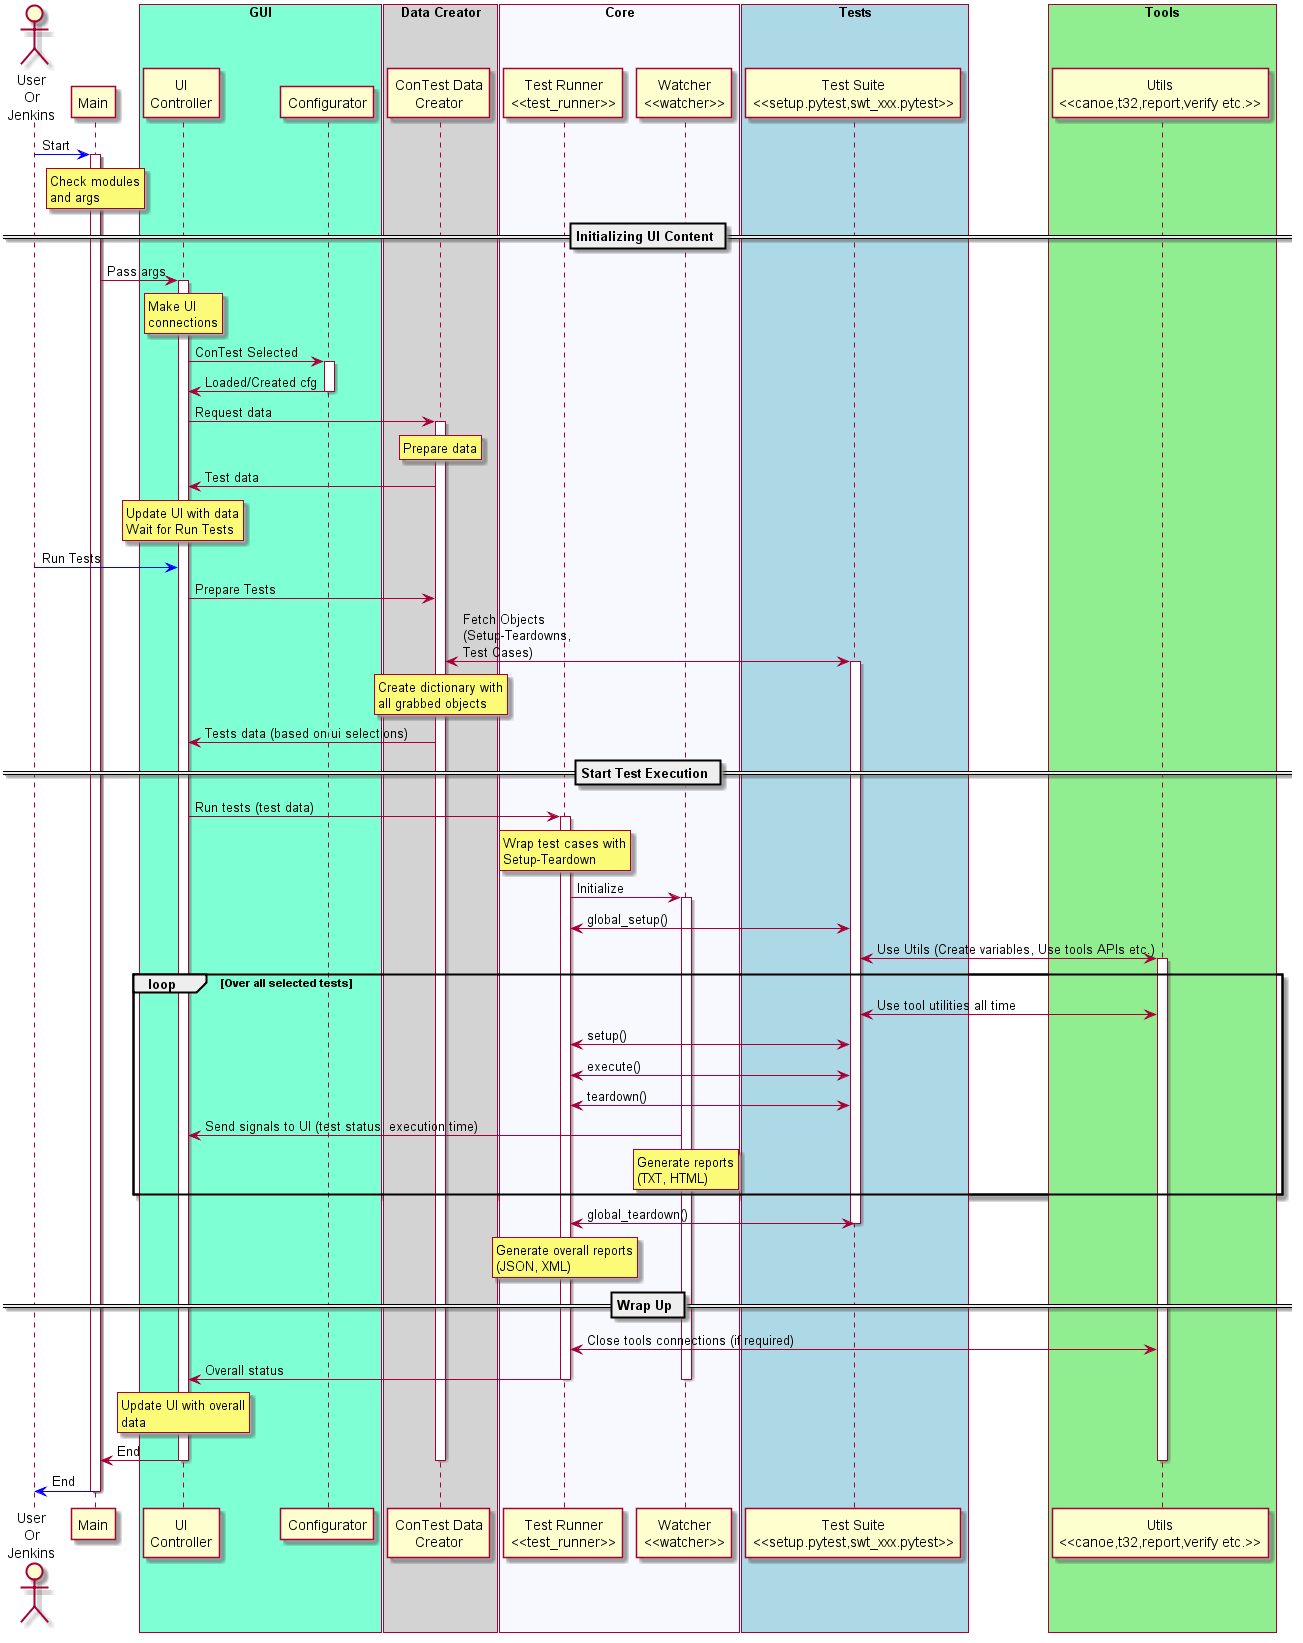 GUI
Data Creator
Core
Tests
Tools
User
Or
Jenkins
Main
UI
Controller
Configurator
ConTest Data
Creator
Test Runner
<<test_runner>>
Watcher
<<watcher>>
Test Suite
<<setup.pytest,swt_xxx.pytest>>
Utils
<<canoe,t32,report,verify etc.>>
Start
Check modules
and args
Initializing UI Content
Pass args
Make UI
connections
ConTest Selected
Loaded/Created cfg
Request data
Prepare data
Test data
Update UI with data
Wait for Run Tests
Run Tests
Prepare Tests
Fetch Objects
(Setup-Teardowns,
Test Cases)
Create dictionary with
all grabbed objects
Tests data (based on ui selections)
Start Test Execution
Run tests (test data)
Wrap test cases with
Setup-Teardown
Initialize
global_setup()
Use Utils (Create variables, Use tools APIs etc.)
loop
[Over all selected tests]
Use tool utilities all time
setup()
execute()
teardown()
Send signals to UI (test status, execution time)
Generate reports
(TXT, HTML)
global_teardown()
Generate overall reports
(JSON, XML)
Wrap Up
Close tools connections (if required)
Overall status
Update UI with overall
data
End
End
User
Or
Jenkins
Main
UI
Controller
Configurator
ConTest Data
Creator
Test Runner
<<test_runner>>
Watcher
<<watcher>>
Test Suite
<<setup.pytest,swt_xxx.pytest>>
Utils
<<canoe,t32,report,verify etc.>>